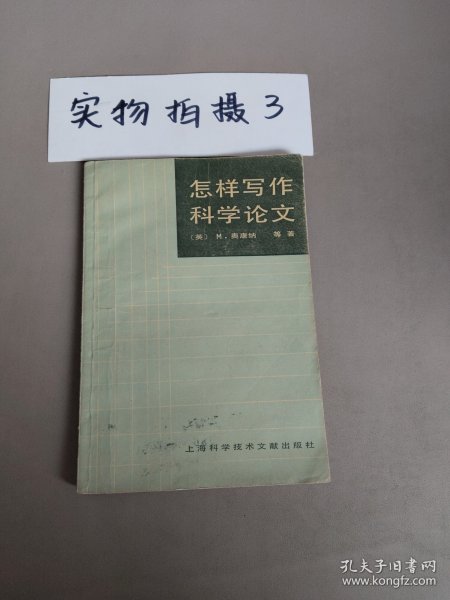 实物拍摄3
怎样写作
科学论文
〔英〕 M.奥康纳 等著
上海科学技术文献出版社
孔夫子旧书网
www.kongfz.com